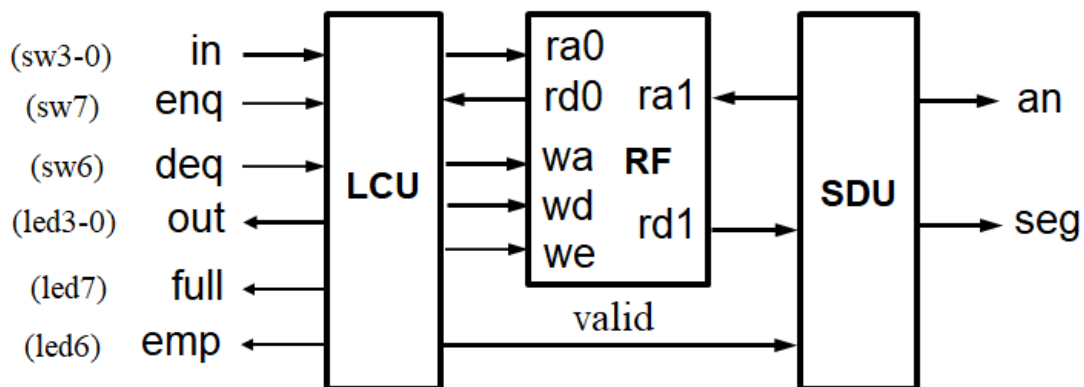 (sw3-0) in
(sw7) enq
(sw6) deq
(led3-0) out
(led7) full
(led6) emp
LCU
ra0
rd0 ra1
wa RF
wd
rd1
we
valid
SDU
an
seg